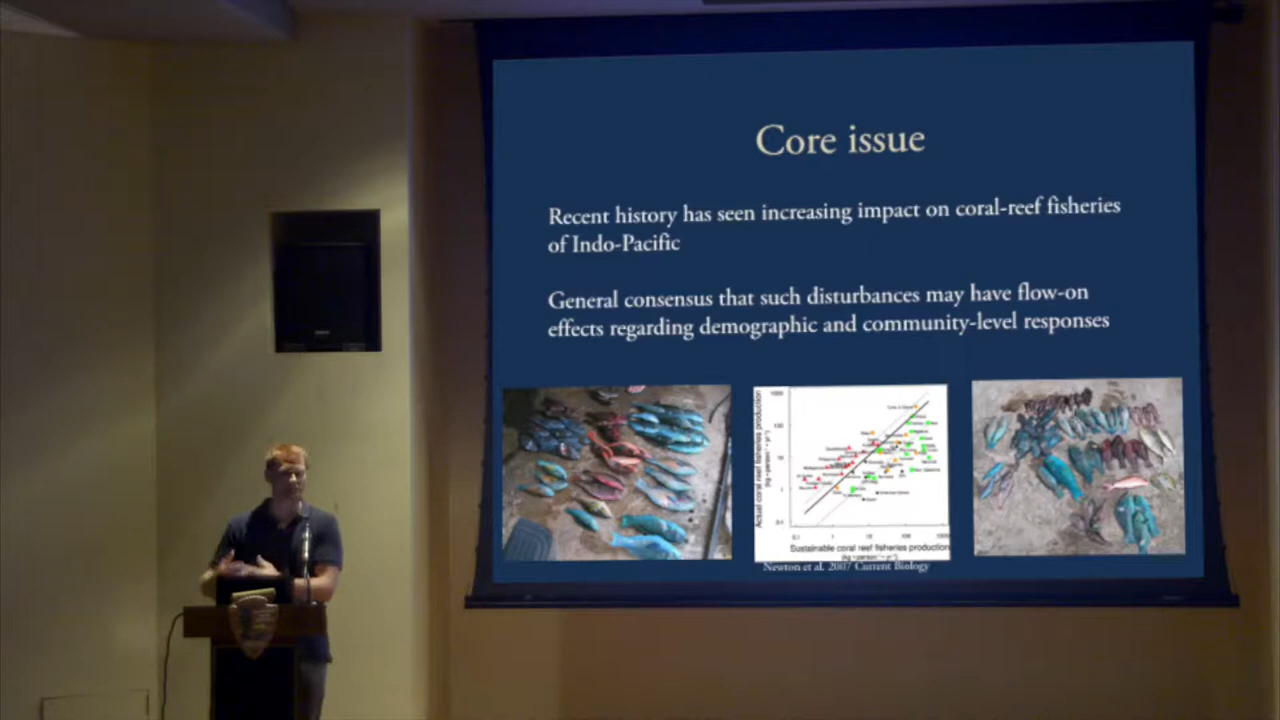 Core issue
Recent history has seen increasing impact on coral-reef fisheries
of Indo-Pacific
General consensus that such disturbances may have flow-on
effects regarding demographic and community-level responses
Actual coral reef fisheries production
Sustainable coral reef fisheries production
Newton et al. 2007 Current Biology